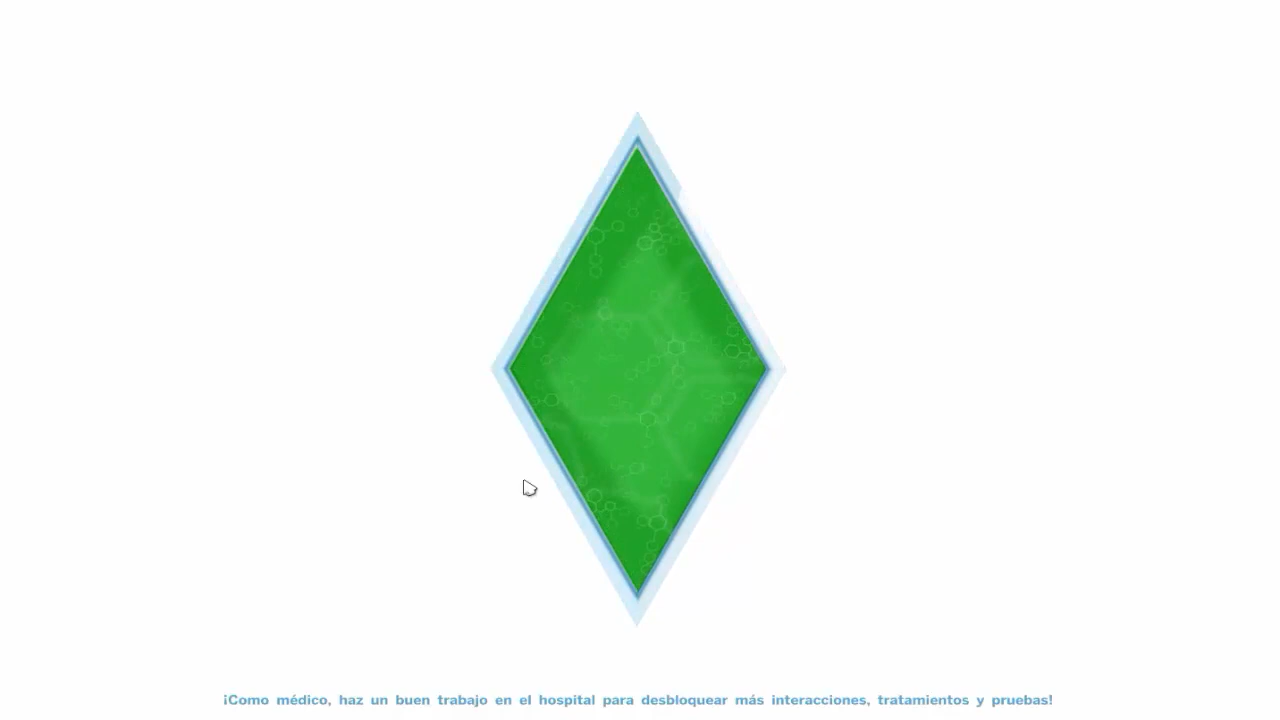 ¡Como médico, haz un buen trabajo en el hospital para desbloquear más interacciones, tratamientos y pruebas!